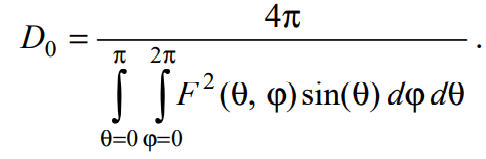 D₀ = 4π / ∫_{θ=0}^{π} ∫_{φ=0}^{2π} F²(θ, φ) sin(θ) dφ dθ .